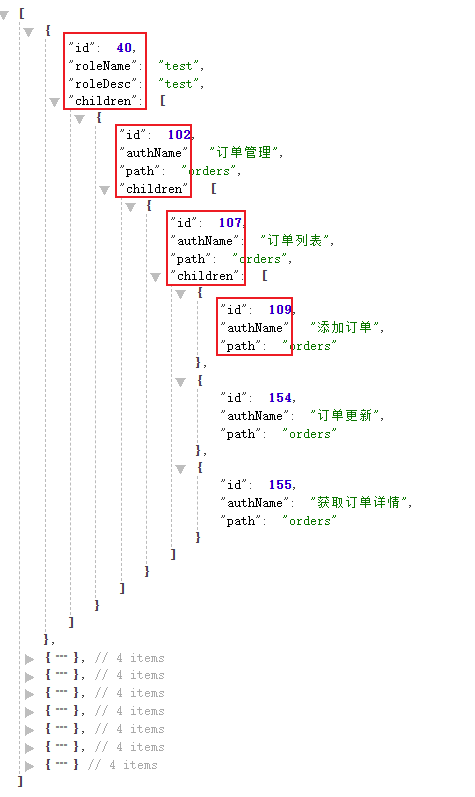 [
{
"id": 40,
"roleName": "test",
"roleDesc": "test",
"children": [
{
"id": 102,
"authName" "订单管理",
"path": "orders",
"children" [
{
"id": 107,
"authName": "订单列表",
"path": "orders",
"children": [
{
"id": 109,
"authName" "添加订单",
"path": "orders"
},
{
"id": 154,
"authName": "订单更新",
"path": "orders"
},
{
"id": 155,
"authName": "获取订单详情",
"path": "orders"
}
]
}
]
}
]
},
{ --- }, // 4 items
{ --- }, // 4 items
{ --- }, // 4 items
{ --- }, // 4 items
{ --- }, // 4 items
{ --- }, // 4 items
{ --- } // 4 items
]